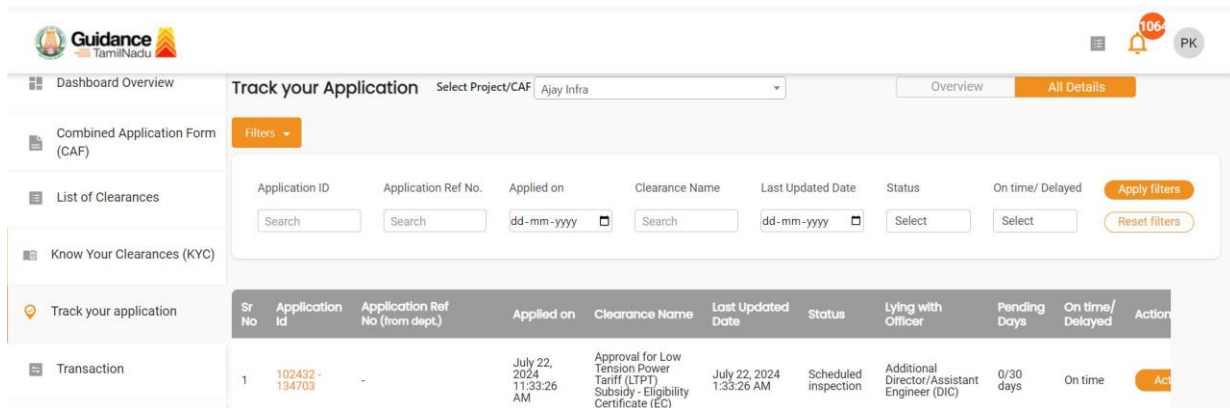 Guidance
TamilNadu
1064
PK
Dashboard Overview
Combined Application Form
(CAF)
List of Clearances
Know Your Clearances (KYC)
Track your application
Transaction
Track your Application
Select Project/CAF
Ajay Infra
Overview
All Details
Filters
Application ID
Application Ref No.
Applied on
Clearance Name
Last Updated Date
Status
On time/ Delayed
Apply filters
Search
Search
dd-mm-yyyy
Search
dd-mm-yyyy
Select
Select
Reset filters
Sr
No
Application
Id
Application Ref
No (from dept.)
Applied on
Clearance Name
Last Updated
Date
Status
Lying with
Officer
Pending
Days
On time/
Delayed
Action
1
102432 -
134703
-
July 22,
2024
11:33:26
AM
Approval for Low
Tension Power
Tariff (LTPT)
Subsidy - Eligibility
Certificate (EC)
July 22, 2024
1:33:26 AM
Scheduled
inspection
Additional
Director/Assistant
Engineer (DIC)
0/30
days
On time
Act